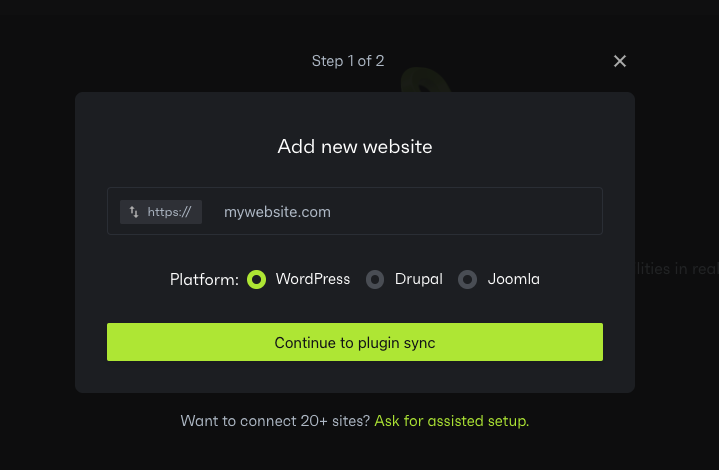 Step 1 of 2
Add new website
https:// mywebsite.com
lities in real
Platform: WordPress Drupal Joomla
Continue to plugin sync
Want to connect 20+ sites? Ask for assisted setup.